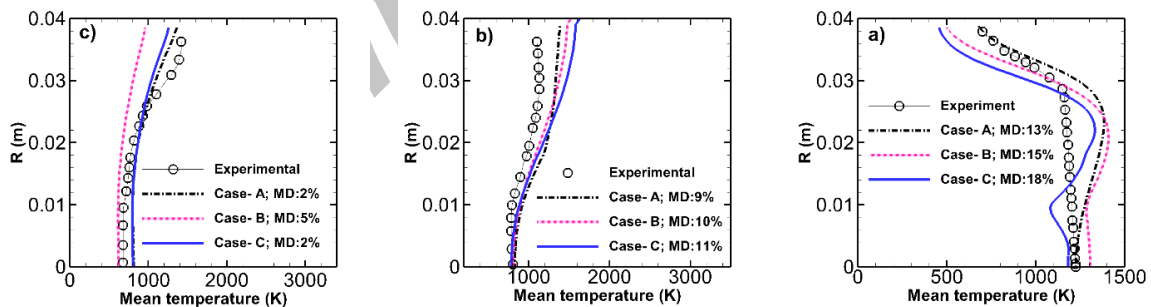 c)
0.04
0.03
0.02
0.01
0
R (m)
Experimental
Case- A; MD:2%
Case- B; MD:5%
Case- C; MD:2%
0 1000 2000 3000
Mean temperature (K)
b)
0.04
0.03
0.02
0.01
0
R (m)
Experimental
Case- A; MD:9%
Case- B; MD:10%
Case- C; MD:11%
1000 2000 3000
Mean temperature (K)
a)
0.04
0.03
0.02
0.01
0
R (m)
Experiment
Case- A; MD:13%
Case- B; MD:15%
Case- C; MD:18%
0 500 1000 1500
Mean temperature (K)